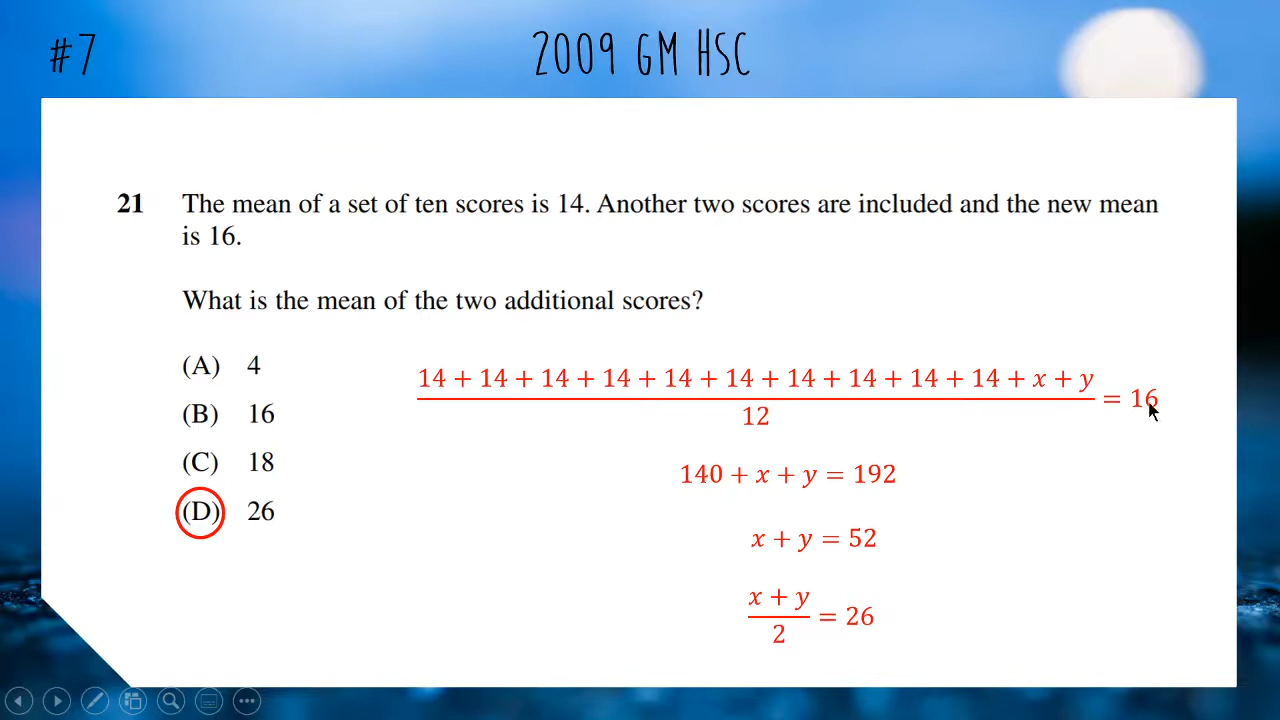 #7
2009 GM HSC
21 The mean of a set of ten scores is 14. Another two scores are included and the new mean
is 16.
What is the mean of the two additional scores?
(A) 4
(B) 16
(C) 18
(D) 26
14 + 14 + 14 + 14 + 14 + 14 + 14 + 14 + 14 + 14 + x + y
12
= 16
140 + x + y = 192
x + y = 52
x + y
2
= 26